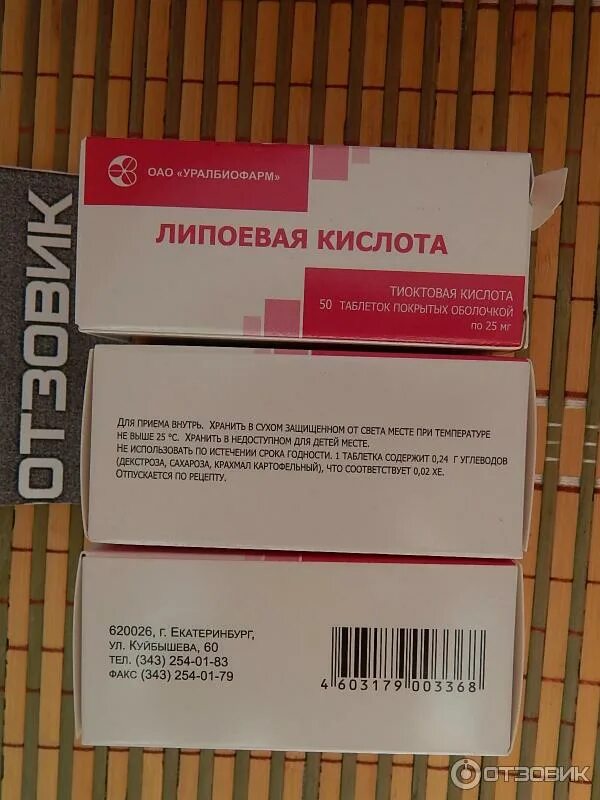 ОТЗОВИК
ОАО «УРАЛБИОФАРМ»
ЛИПОЕВАЯ КИСЛОТА
ТИОКТОВАЯ КИСЛОТА
50 ТАБЛЕТОК ПОКРЫТЫХ ОБОЛОЧКОЙ
по 25 мг
Для приема внутрь. Хранить в сухом защищенном от света месте при температуре
не выше 25 °С. Хранить в недоступном для детей месте.
Не использовать по истечении срока годности. 1 таблетка содержит 0,24 г углеводов
(декстроза, сахароза, крахмал картофельный), что соответствует 0,02 ХЕ.
Отпускается по рецепту.
620026, г. Екатеринбург,
ул. Куйбышева, 60
тел. (343) 254-01-83
факс (343) 254-01-79
4 603179 003368
ОТЗОВИК